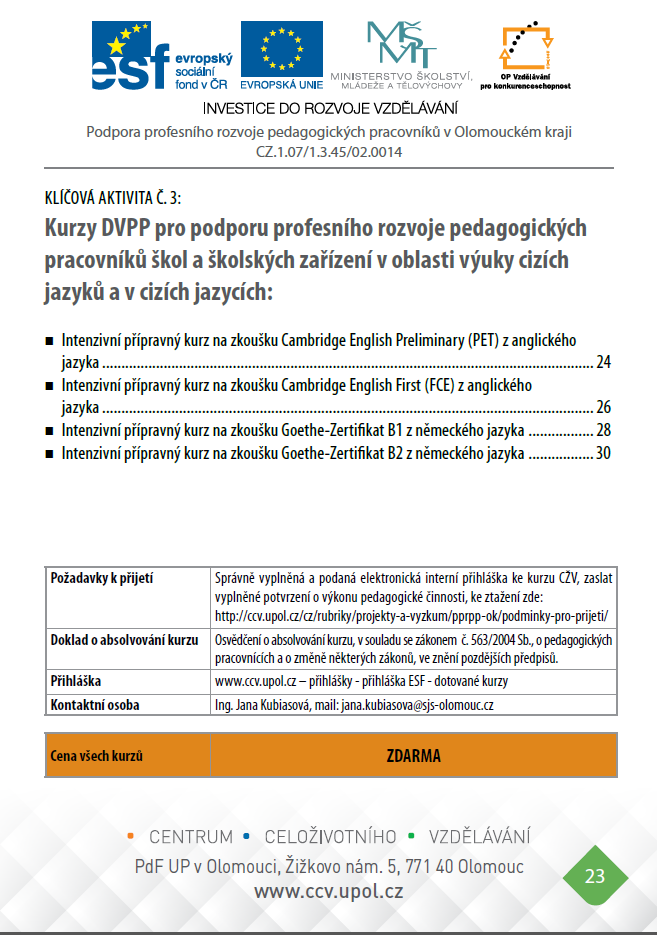 esf evropský
sociální
fond v ČR
EVROPSKÁ UNIE
MINISTERSTVO ŠKOLSTVÍ,
MLÁDEŽE A TĚLOVÝCHOVY
OP Vzdělávání
pro konkurenceschopnost
INVESTICE DO ROZVOJE VZDĚLÁVÁNÍ
Podpora profesního rozvoje pedagogických pracovníků v Olomouckém kraji
CZ.1.07/1.3.45/02.0014
KLÍČOVÁ AKTIVITA Č. 3:
Kurzy DVPP pro podporu profesního rozvoje pedagogických
pracovníků škol a školských zařízení v oblasti výuky cizích
jazyků a v cizích jazycích:
■ Intenzivní přípravný kurz na zkoušku Cambridge English Preliminary (PET) z anglického
jazyka ........................................................................................................ 24
■ Intenzivní přípravný kurz na zkoušku Cambridge English First (FCE) z anglického
jazyka ........................................................................................................ 26
■ Intenzivní přípravný kurz na zkoušku Goethe-Zertifikat B1 z německého jazyka ................. 28
■ Intenzivní přípravný kurz na zkoušku Goethe-Zertifikat B2 z německého jazyka ................. 30
Požadavky k přijetí Správně vyplněná a podaná elektronická interní přihláška ke kurzu CŽV, zaslat
vyplněné potvrzení o výkonu pedagogické činnosti, ke ztažení zde:
http://ccv.upol.cz/cz/rubriky/projekty-a-vyzkum/pprpp-ok/podminky-pro-prijeti/
Doklad o absolvování kurzu Osvědčení o absolvování kurzu, v souladu se zákonem č. 563/2004 Sb., o pedagogických
pracovnících a o změně některých zákonů, ve znění pozdějších předpisů.
Přihláška www.ccv.upol.cz – přihlášky - přihláška ESF - dotované kurzy
Kontaktní osoba Ing. Jana Kubiasová, mail: jana.kubiasova@sjs-olomouc.cz
Cena všech kurzů ZDARMA
• CENTRUM • CELOŽIVOTNÍHO • VZDĚLÁVÁNÍ
PdF UP v Olomouci, Žižkovo nám. 5, 771 40 Olomouc
www.ccv.upol.cz
23